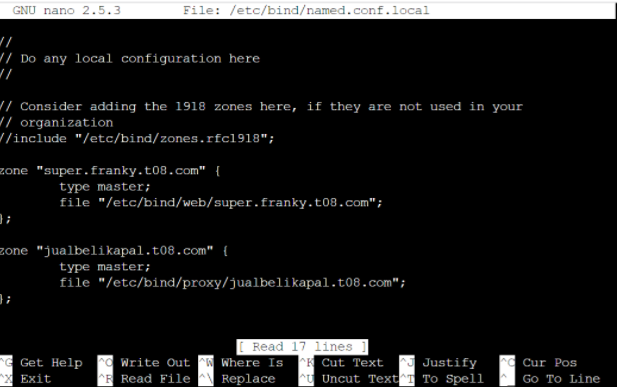 GNU nano 2.5.3 File: /etc/bind/named.conf.local
//
// Do any local configuration here
//
// Consider adding the 1918 zones here, if they are not used in your
// organization
//include "/etc/bind/zones.rfc1918";
zone "super.franky.t08.com" {
type master;
file "/etc/bind/web/super.franky.t08.com";
};
zone "jualbelikapal.t08.com" {
type master;
file "/etc/bind/proxy/jualbelikapal.t08.com";
};
[ Read 17 lines ]
^G Get Help ^O Write Out ^W Where Is ^K Cut Text ^J Justify ^C Cur Pos
^X Exit ^R Read File ^\ Replace ^U Uncut Text ^T To Spell ^_ Go To Line